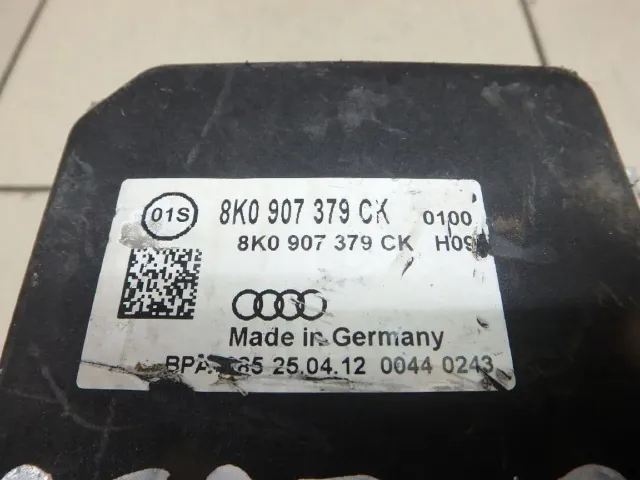 01S
8K0 907 379 CK 0100
8K0 907 379 CK
Made in Germany
25.04.12 0044 0243